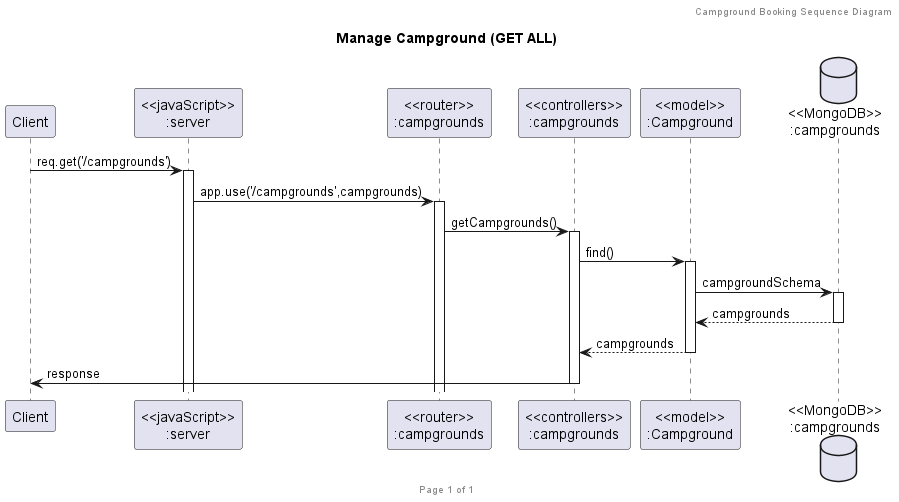 Campground Booking Sequence Diagram
Manage Campground (GET ALL)
Client
<<javaScript>>
:server
<<router>>
:campgrounds
<<controllers>>
:campgrounds
<<model>>
:Campground
<<MongoDB>>
:campgrounds
req.get('/campgrounds')
app.use('/campgrounds',campgrounds)
getCampgrounds()
find()
campgroundSchema
campgrounds
campgrounds
response
Client
<<javaScript>>
:server
<<router>>
:campgrounds
<<controllers>>
:campgrounds
<<model>>
:Campground
<<MongoDB>>
:campgrounds
Page 1 of 1